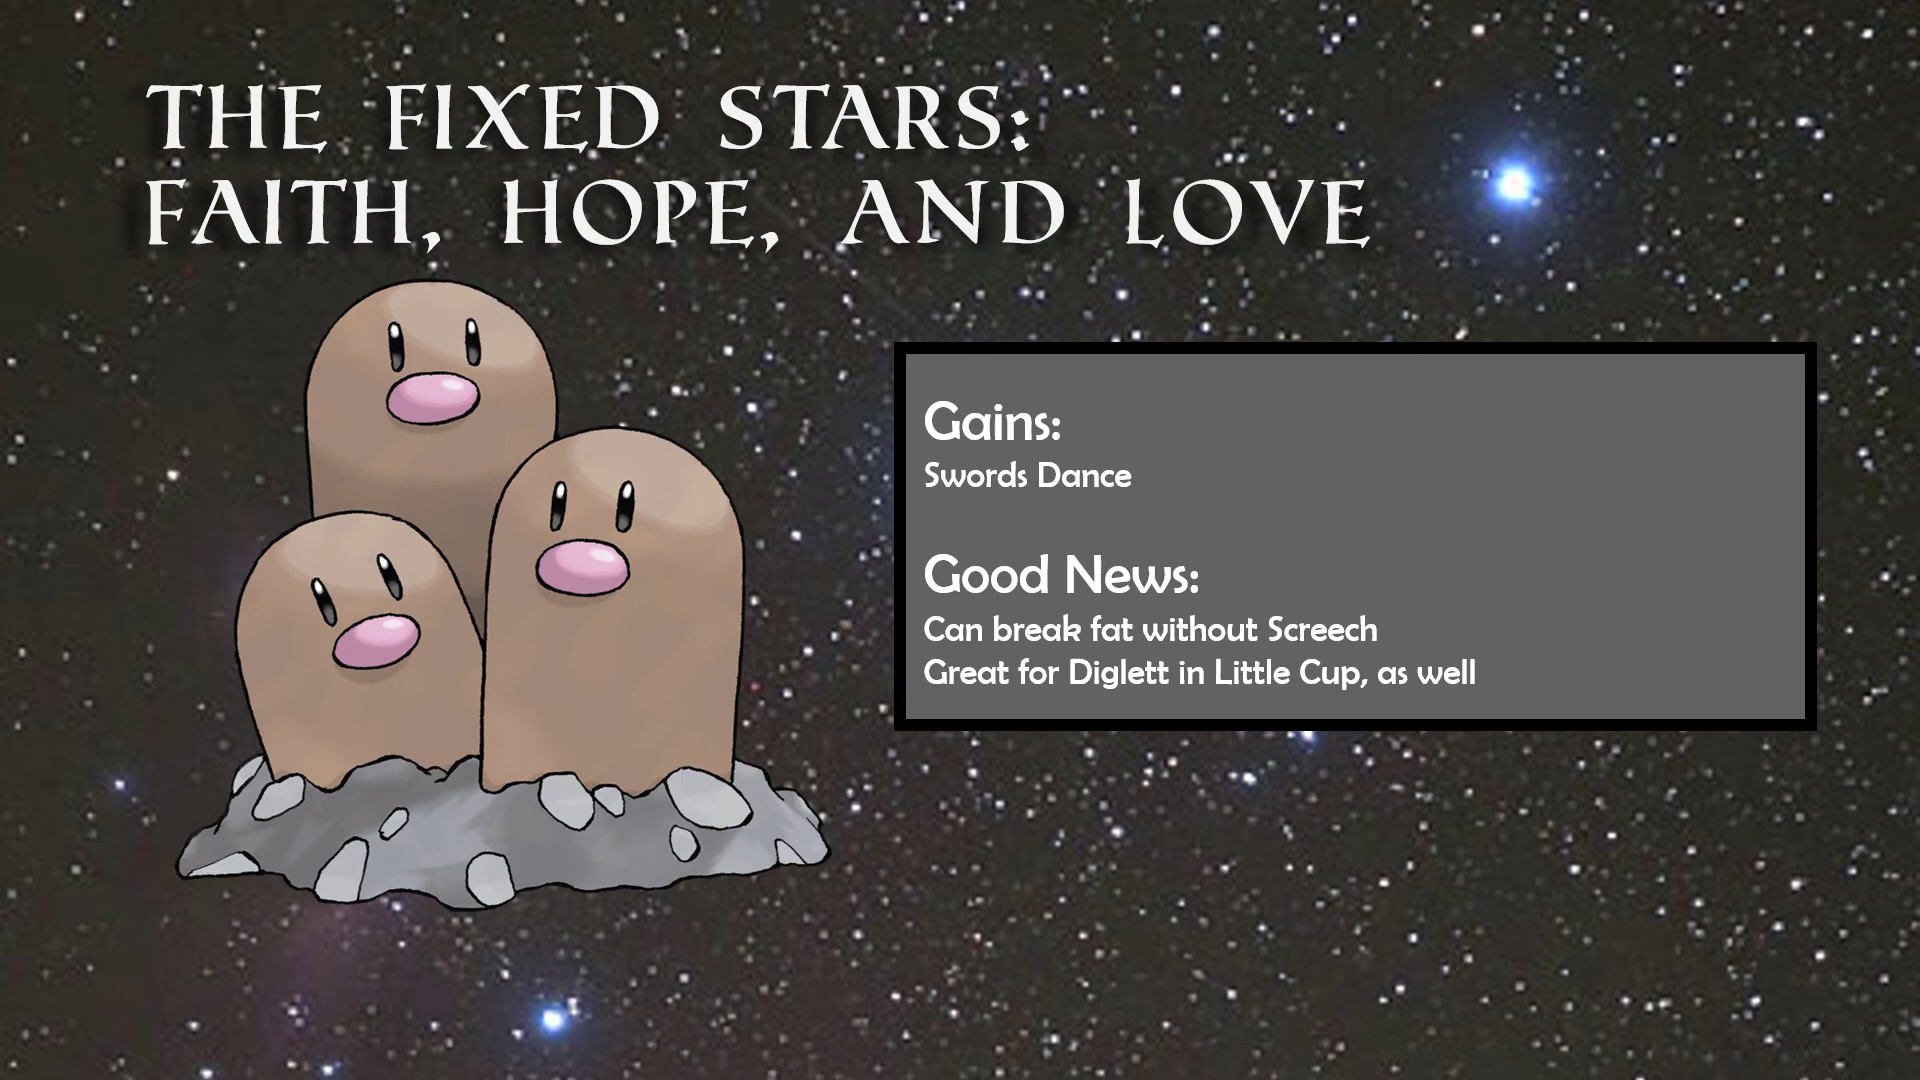 THE FIXED STARS:
FAITH, HOPE, AND LOVE
Gains:
Swords Dance
Good News:
Can break fat without Screech
Great for Diglett in Little Cup, as well